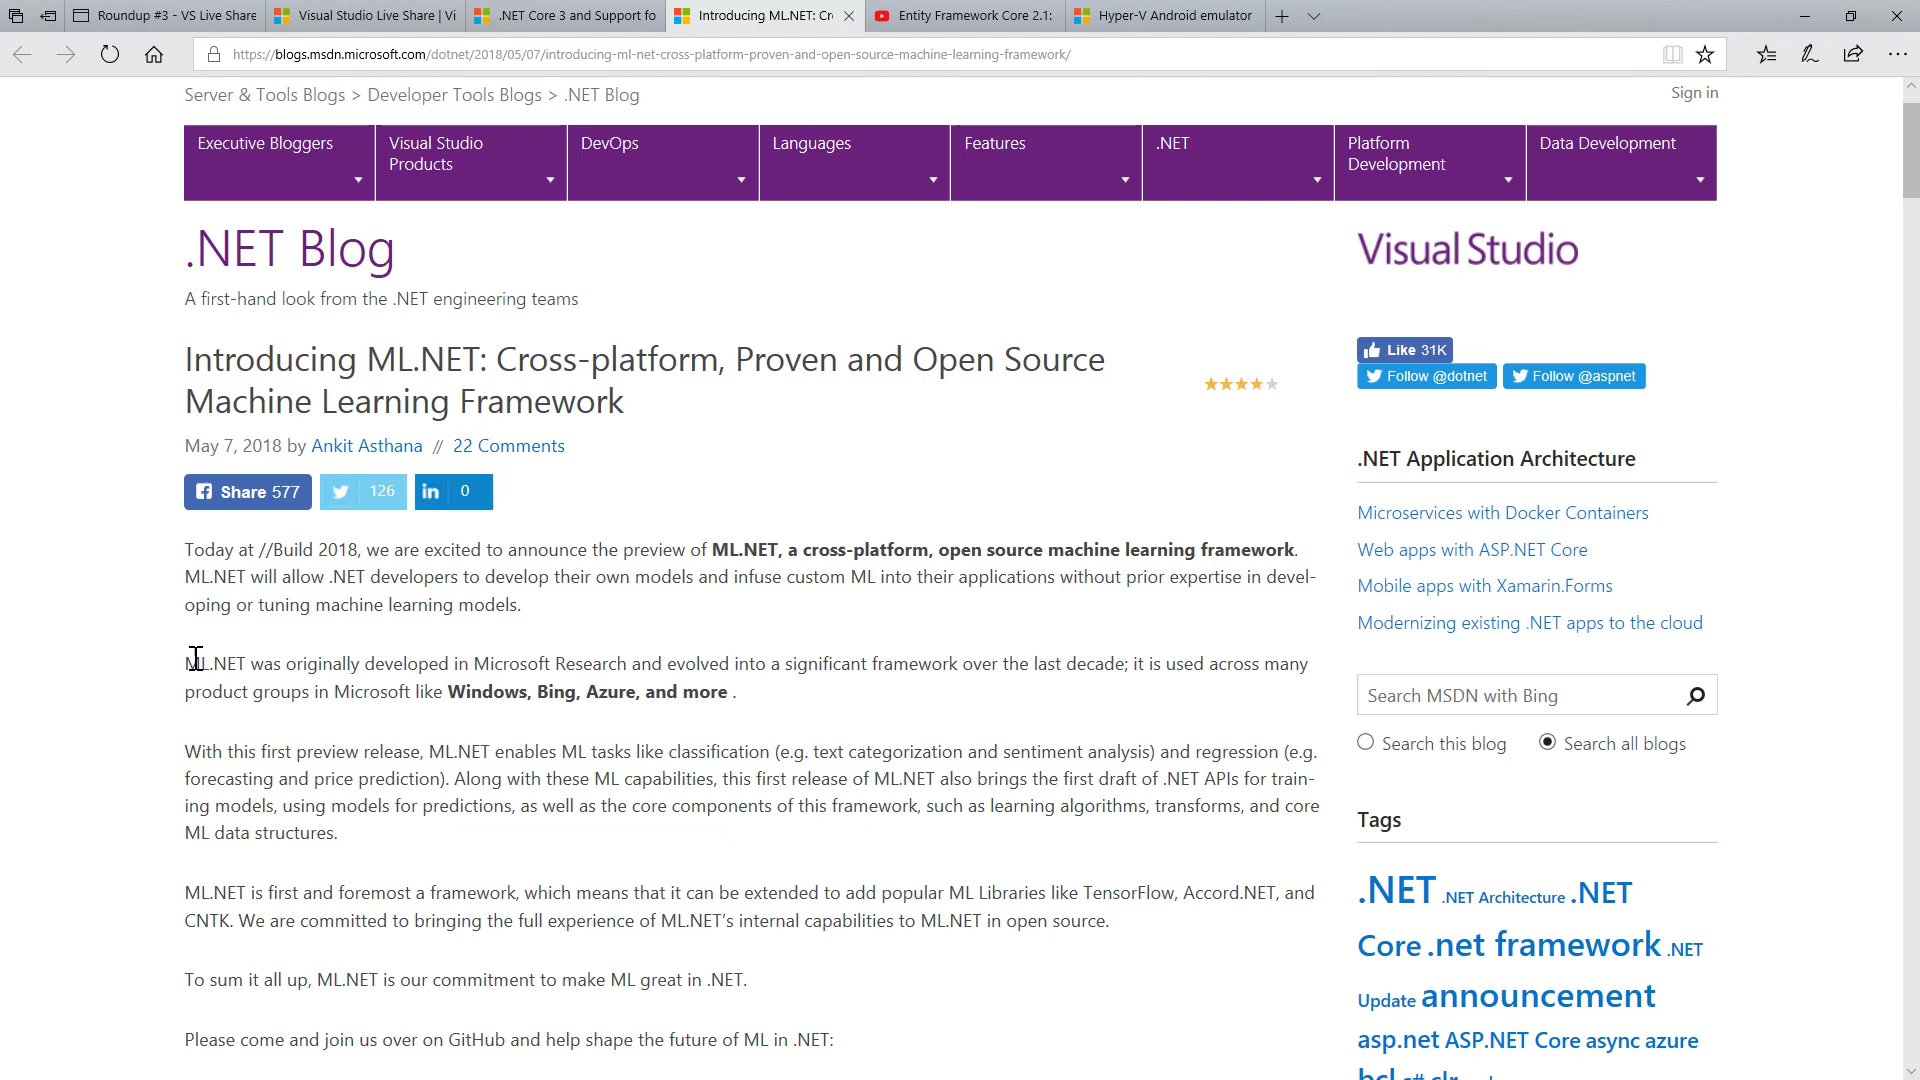 Roundup #3 - VS Live Share
Visual Studio Live Share | Vi
.NET Core 3 and Support fo
Introducing ML.NET: Cr
Entity Framework Core 2.1:
Hyper-V Android emulator
https://blogs.msdn.microsoft.com/dotnet/2018/05/07/introducing-ml-net-cross-platform-proven-and-open-source-machine-learning-framework/
Server & Tools Blogs > Developer Tools Blogs > .NET Blog
Sign in
Executive Bloggers
Visual Studio
Products
DevOps
Languages
Features
.NET
Platform
Development
Data Development
.NET Blog
A first-hand look from the .NET engineering teams
Introducing ML.NET: Cross-platform, Proven and Open Source
Machine Learning Framework
May 7, 2018 by Ankit Asthana // 22 Comments
Share 577
126
in 0
Today at //Build 2018, we are excited to announce the preview of ML.NET, a cross-platform, open source machine learning framework.
ML.NET will allow .NET developers to develop their own models and infuse custom ML into their applications without prior expertise in devel-
oping or tuning machine learning models.
ML.NET was originally developed in Microsoft Research and evolved into a significant framework over the last decade; it is used across many
product groups in Microsoft like Windows, Bing, Azure, and more .
With this first preview release, ML.NET enables ML tasks like classification (e.g. text categorization and sentiment analysis) and regression (e.g.
forecasting and price prediction). Along with these ML capabilities, this first release of ML.NET also brings the first draft of .NET APIs for train-
ing models, using models for predictions, as well as the core components of this framework, such as learning algorithms, transforms, and core
ML data structures.
ML.NET is first and foremost a framework, which means that it can be extended to add popular ML Libraries like TensorFlow, Accord.NET, and
CNTK. We are committed to bringing the full experience of ML.NET’s internal capabilities to ML.NET in open source.
To sum it all up, ML.NET is our commitment to make ML great in .NET.
Please come and join us over on GitHub and help shape the future of ML in .NET:
Visual Studio
Like 31K
Follow @dotnet
Follow @aspnet
.NET Application Architecture
Microservices with Docker Containers
Web apps with ASP.NET Core
Mobile apps with Xamarin.Forms
Modernizing existing .NET apps to the cloud
Search MSDN with Bing
Search this blog
Search all blogs
Tags
.NET .NET Architecture .NET
Core .net framework .NET
Update announcement
asp.net ASP.NET Core async azure
bcl c# clr